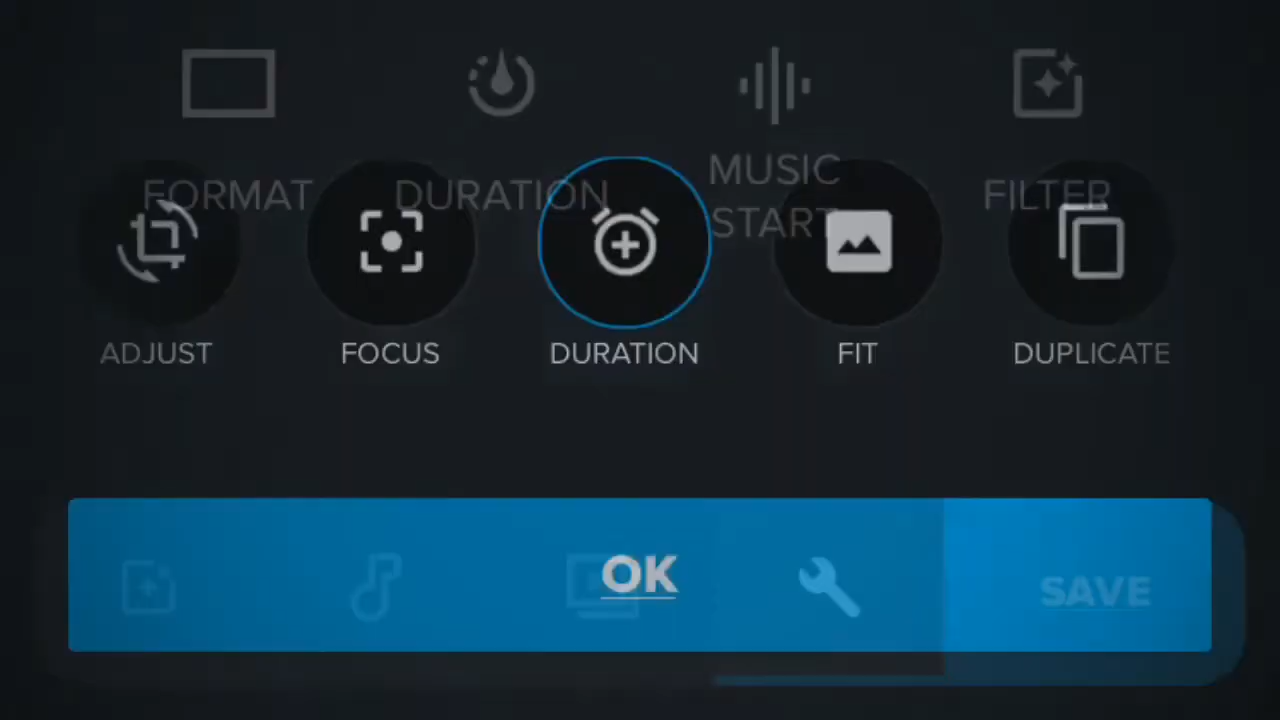 MUSIC
FORMAT DURATION START FILTER
ADJUST FOCUS DURATION FIT DUPLICATE
OK
SAVE